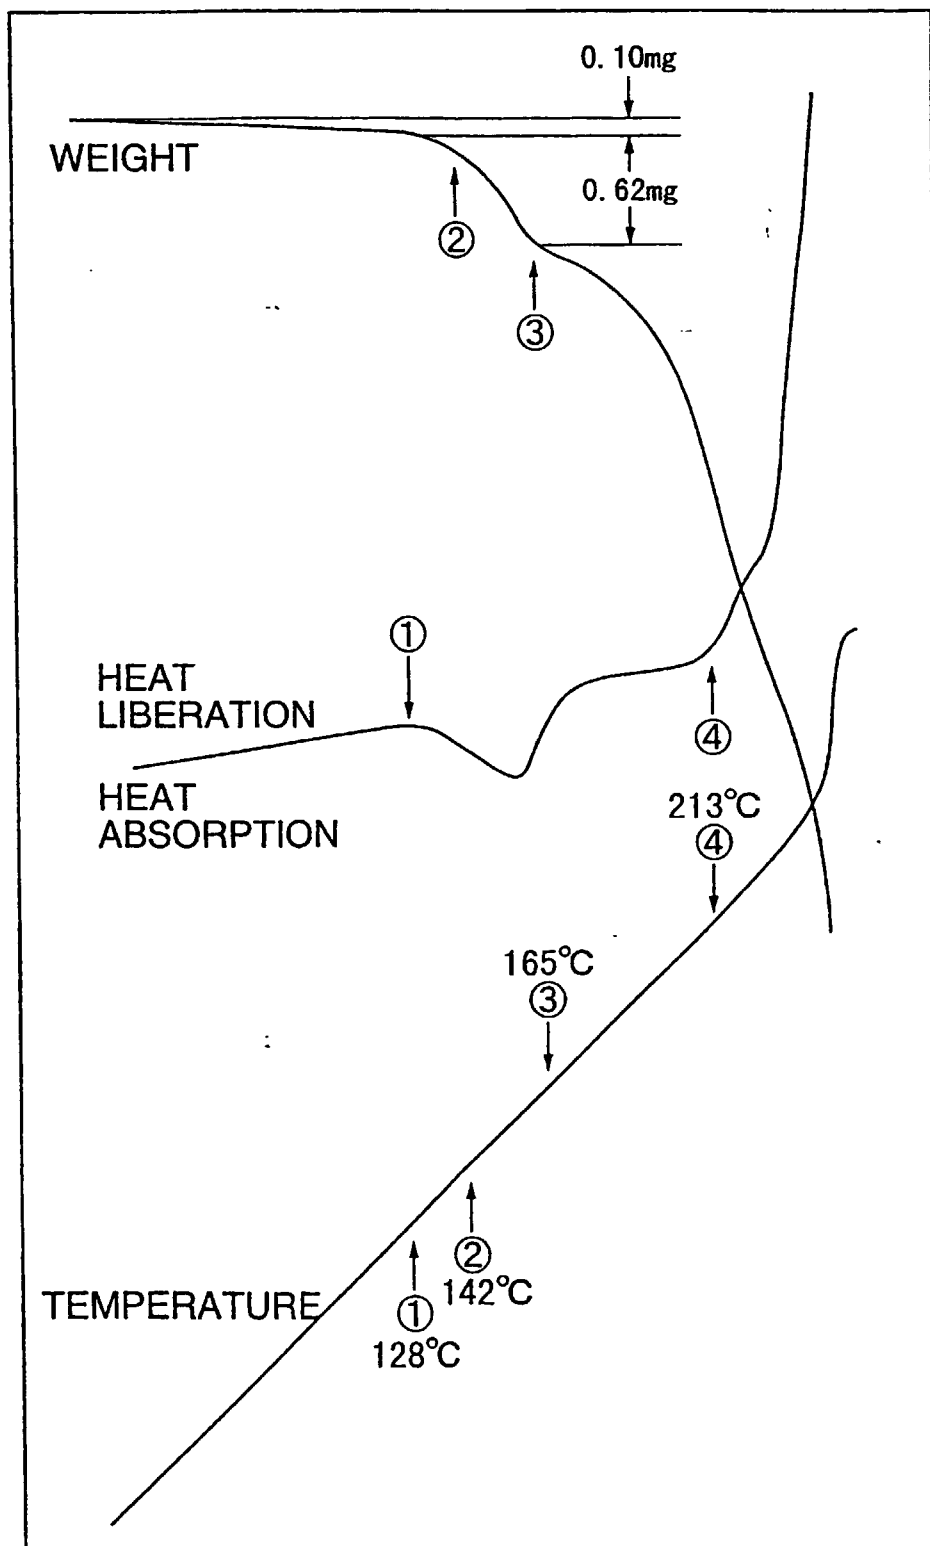 0.10mg
WEIGHT
0.62mg
②
③
①
HEAT
LIBERATION
④
HEAT
ABSORPTION
213℃
④
165℃
③
②
142℃
TEMPERATURE
①
128℃